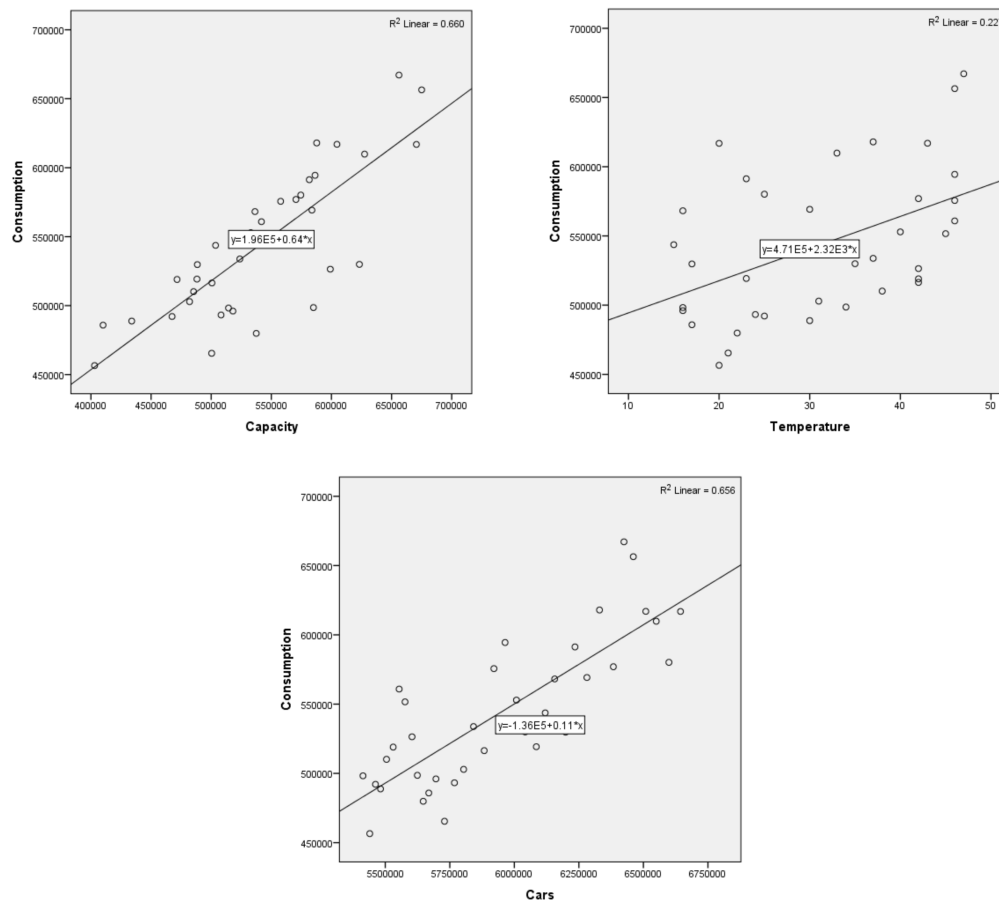 R2 Linear = 0.660
700000
650000
600000
550000
500000
450000
Consumption
y=1.96E5+0.64*x
400000 450000 500000 550000 600000 650000 700000
Capacity
R2 Linear = 0.22
700000
650000
600000
550000
500000
450000
Consumption
y=4.71E5+2.32E3*x
10 20 30 40 50
Temperature
R2 Linear = 0.656
700000
650000
600000
550000
500000
450000
Consumption
y=-1.36E5+0.11*x
5500000 5750000 6000000 6250000 6500000 6750000
Cars